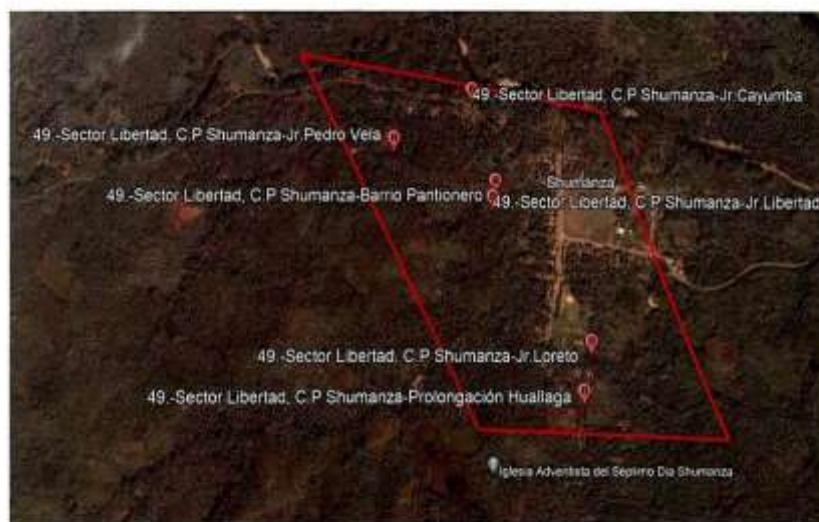 49.-Sector Libertad, C.P Shumanza-Jr.Cayumba
49.-Sector Libertad, C.P Shumanza-Jr.Pedro Vela
Shumanza
49.-Sector Libertad, C.P Shumanza-Barrio Pantionero
49.-Sector Libertad, C.P Shumanza-Jr.Libertad
49.-Sector Libertad, C.P Shumanza-Jr.Loreto
49.-Sector Libertad, C.P Shumanza-Prolongación Huallaga
Iglesia Adventista del Séptimo Día Shumanza